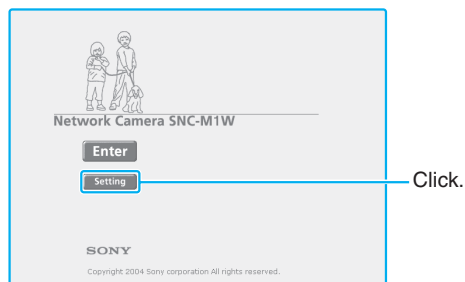 Network Camera SNC-M1W
Enter
Setting
Click.
SONY
Copyright 2004 Sony corporation All rights reserved.